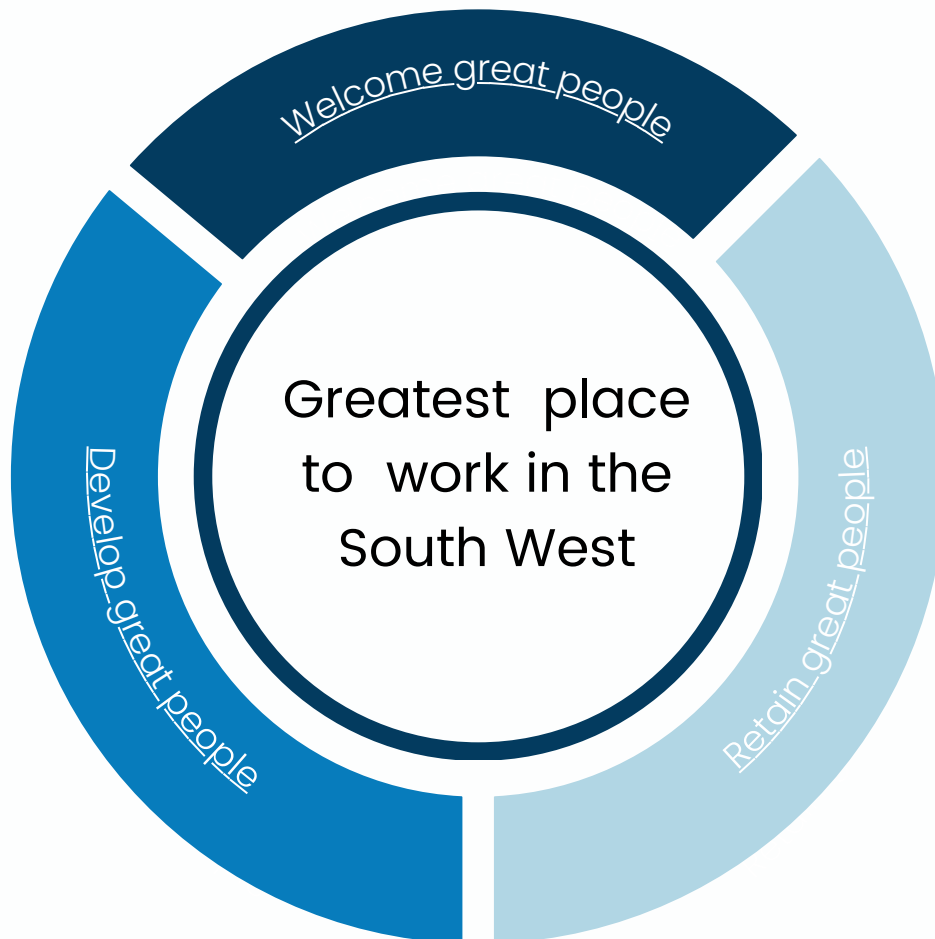 Welcome great people
Greatest place
to work in the
South West
Develop great people
Retain great people